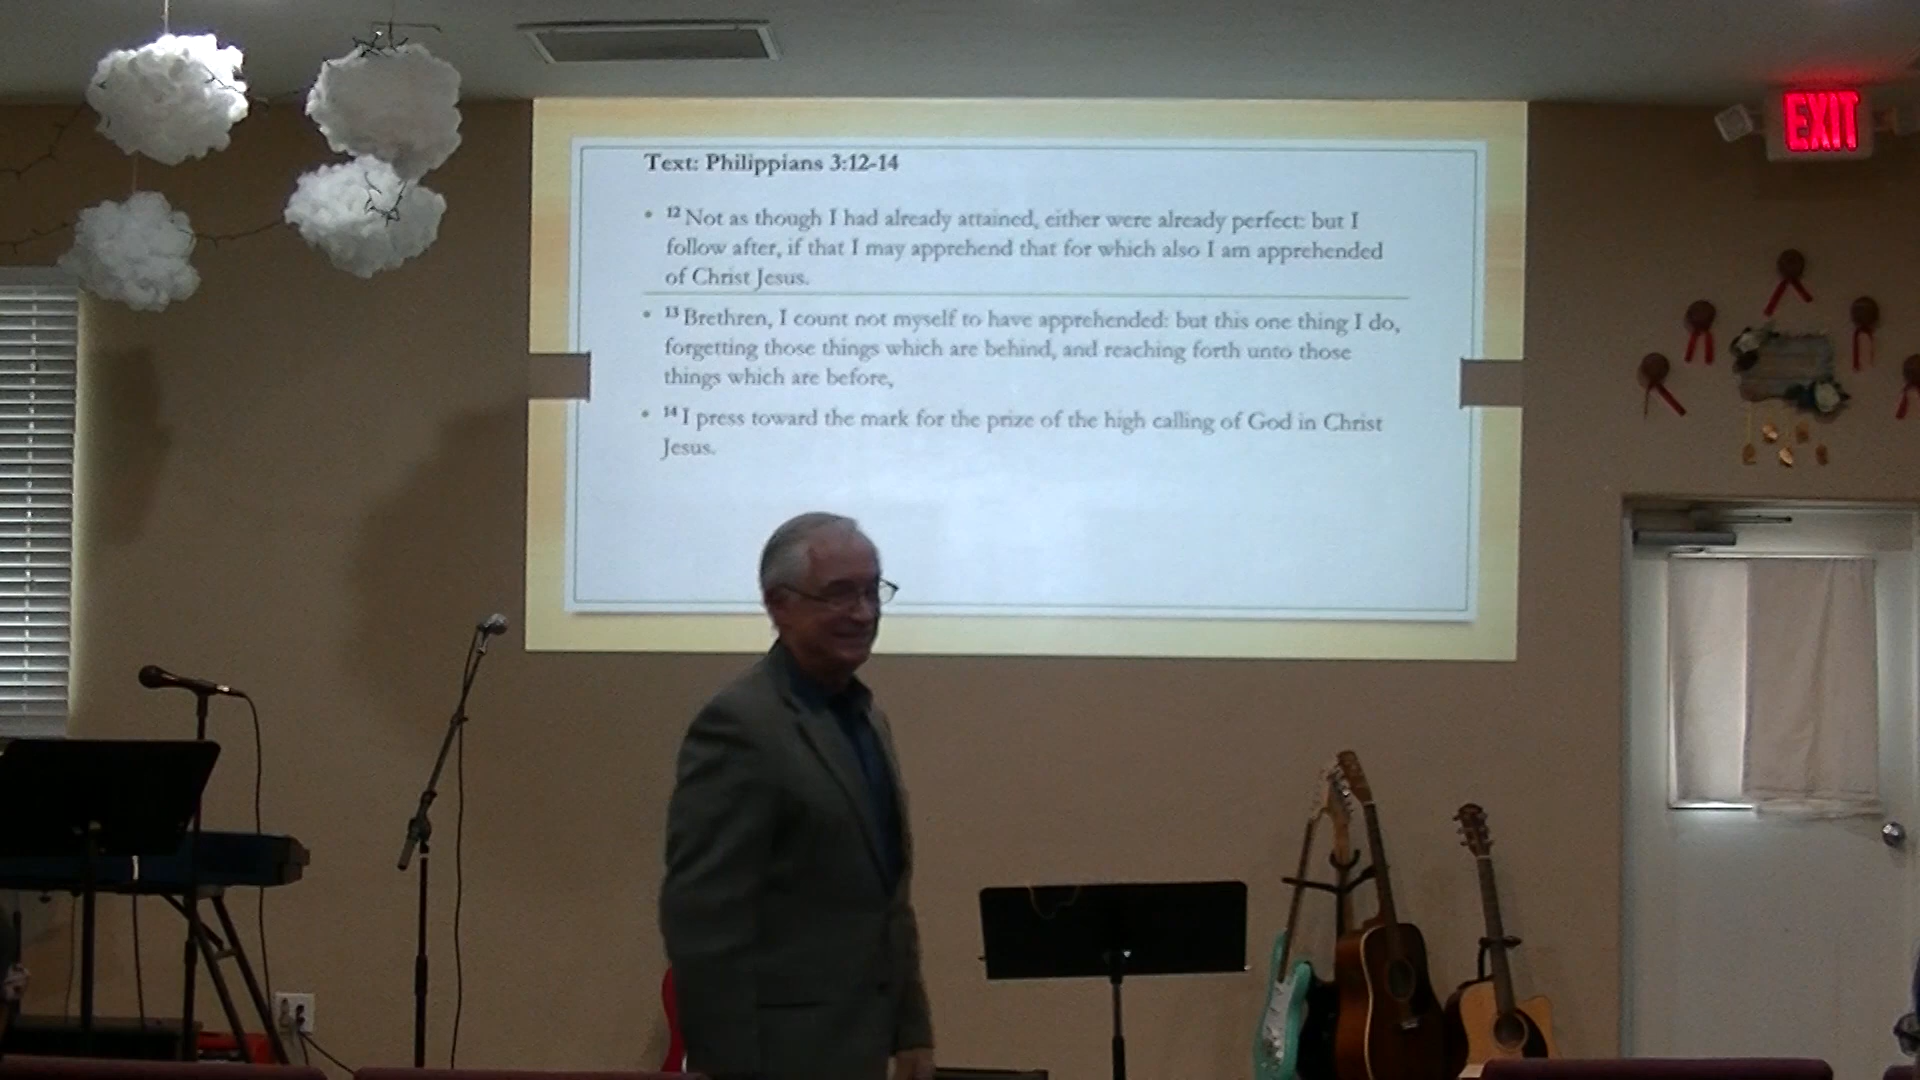 Text: Philippians 3:12-14
• 12 Not as though I had already attained, either were already perfect: but I
follow after, if that I may apprehend that for which also I am apprehended
of Christ Jesus.
• 13 Brethren, I count not myself to have apprehended: but this one thing I do,
forgetting those things which are behind, and reaching forth unto those
things which are before,
• 14 I press toward the mark for the prize of the high calling of God in Christ
Jesus.
EXIT